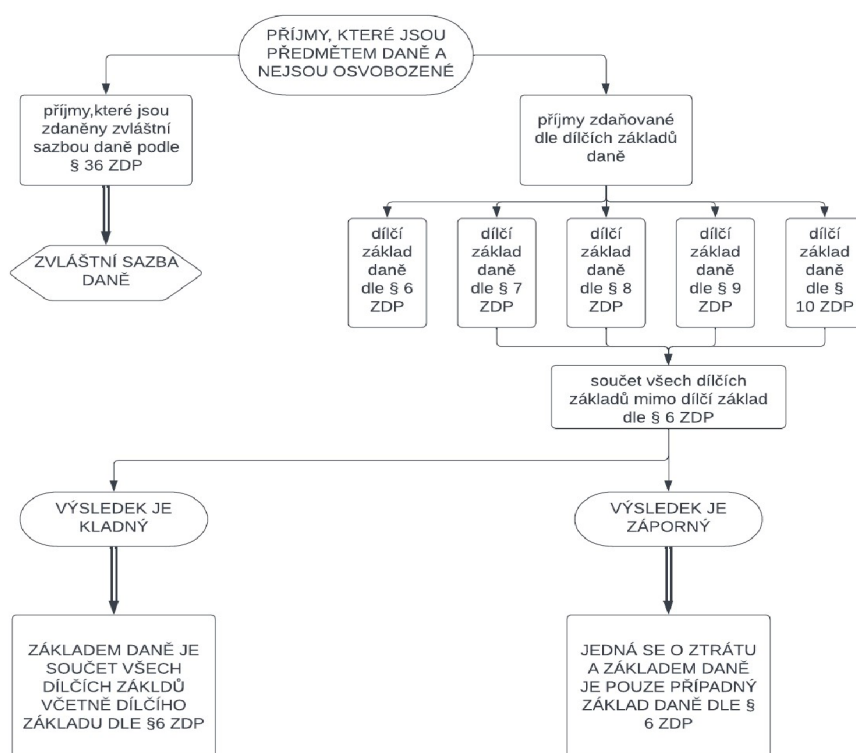 PŘÍJMY, KTERÉ JSOU
PŘEDMĚTEM DANĚ A
NEJSOU OSVOBOZENÉ
příjmy,které jsou
zdaněny zvláštní
sazbou daně podle
§ 36 ZDP
příjmy zdaňované
dle dílčích základů
daně
ZVLÁŠTNÍ SAZBA
DANĚ
dílčí
základ
daně
dle § 6
ZDP
dílčí
základ
daně
dle § 7
ZDP
dílčí
základ
daně
dle § 8
ZDP
dílčí
základ
daně
dle § 9
ZDP
dílčí
základ
daně
dle §
10 ZDP
součet všech dílčích
základů mimo dílčí základ
dle § 6 ZDP
VÝSLEDEK JE
KLADNÝ
VÝSLEDEK JE
ZÁPORNÝ
ZÁKLADEM DANĚ JE
SOUČET VŠECH
DÍLČÍCH ZÁKLDŮ
VČETNĚ DÍLČÍHO
ZÁKLADU DLE §6 ZDP
JEDNÁ SE O ZTRÁTU
A ZÁKLADEM DANĚ
JE POUZE PŘÍPADNÝ
ZÁKLAD DANĚ DLE §
6 ZDP